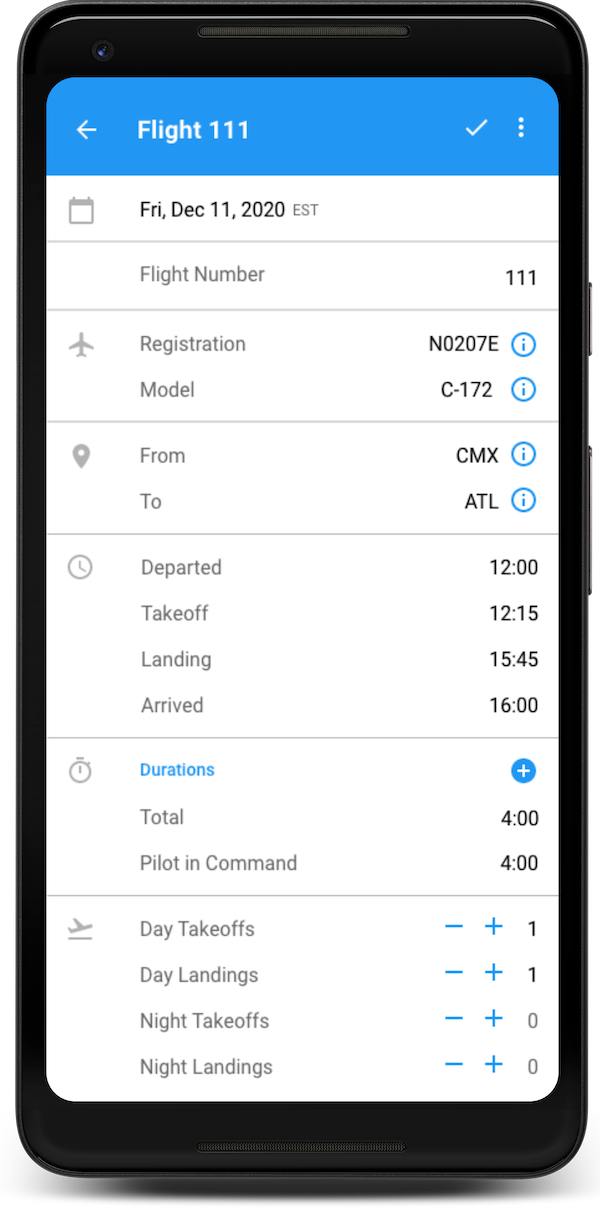 Flight 111
Fri, Dec 11, 2020 EST
Flight Number 111
Registration N0207E
Model C-172
From CMX
To ATL
Departed 12:00
Takeoff 12:15
Landing 15:45
Arrived 16:00
Durations
Total 4:00
Pilot in Command 4:00
Day Takeoffs 1
Day Landings 1
Night Takeoffs 0
Night Landings 0